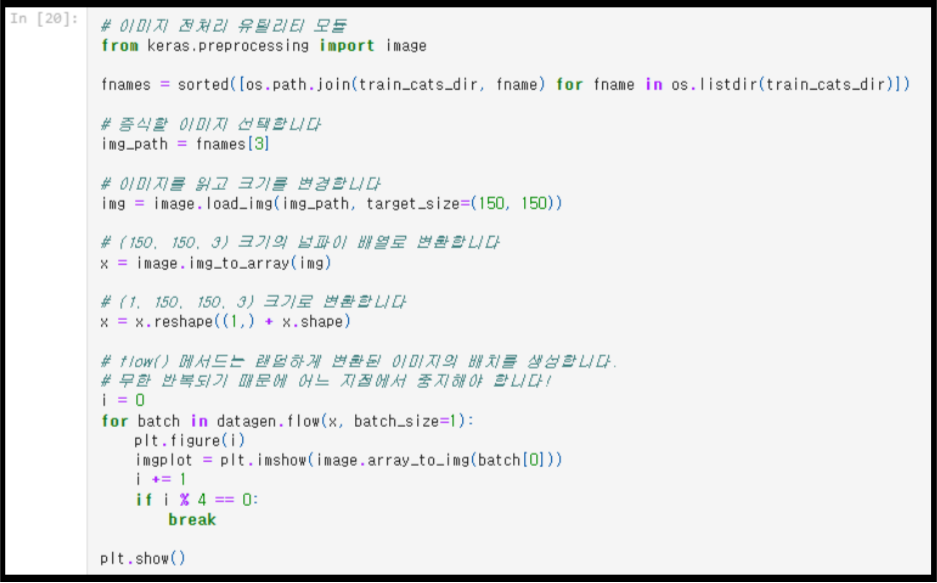 In [20]:
# 이미지 전처리 유틸리티 모듈
from keras.preprocessing import image
fnames = sorted([os.path.join(train_cats_dir, fname) for fname in os.listdir(train_cats_dir)])
# 증식할 이미지 선택합니다
img_path = fnames[3]
# 이미지를 읽고 크기를 변경합니다
img = image.load_img(img_path, target_size=(150, 150))
# (150, 150, 3) 크기의 넘파이 배열로 변환합니다
x = image.img_to_array(img)
# (1, 150, 150, 3) 크기로 변환합니다
x = x.reshape((1,) + x.shape)
# flow() 메서드는 랜덤하게 변환된 이미지의 배치를 생성합니다.
# 무한 반복되기 때문에 어느 지점에서 중지해야 합니다!
i = 0
for batch in datagen.flow(x, batch_size=1):
plt.figure(i)
imgplot = plt.imshow(image.array_to_img(batch[0]))
i += 1
if i % 4 == 0:
break
plt.show()